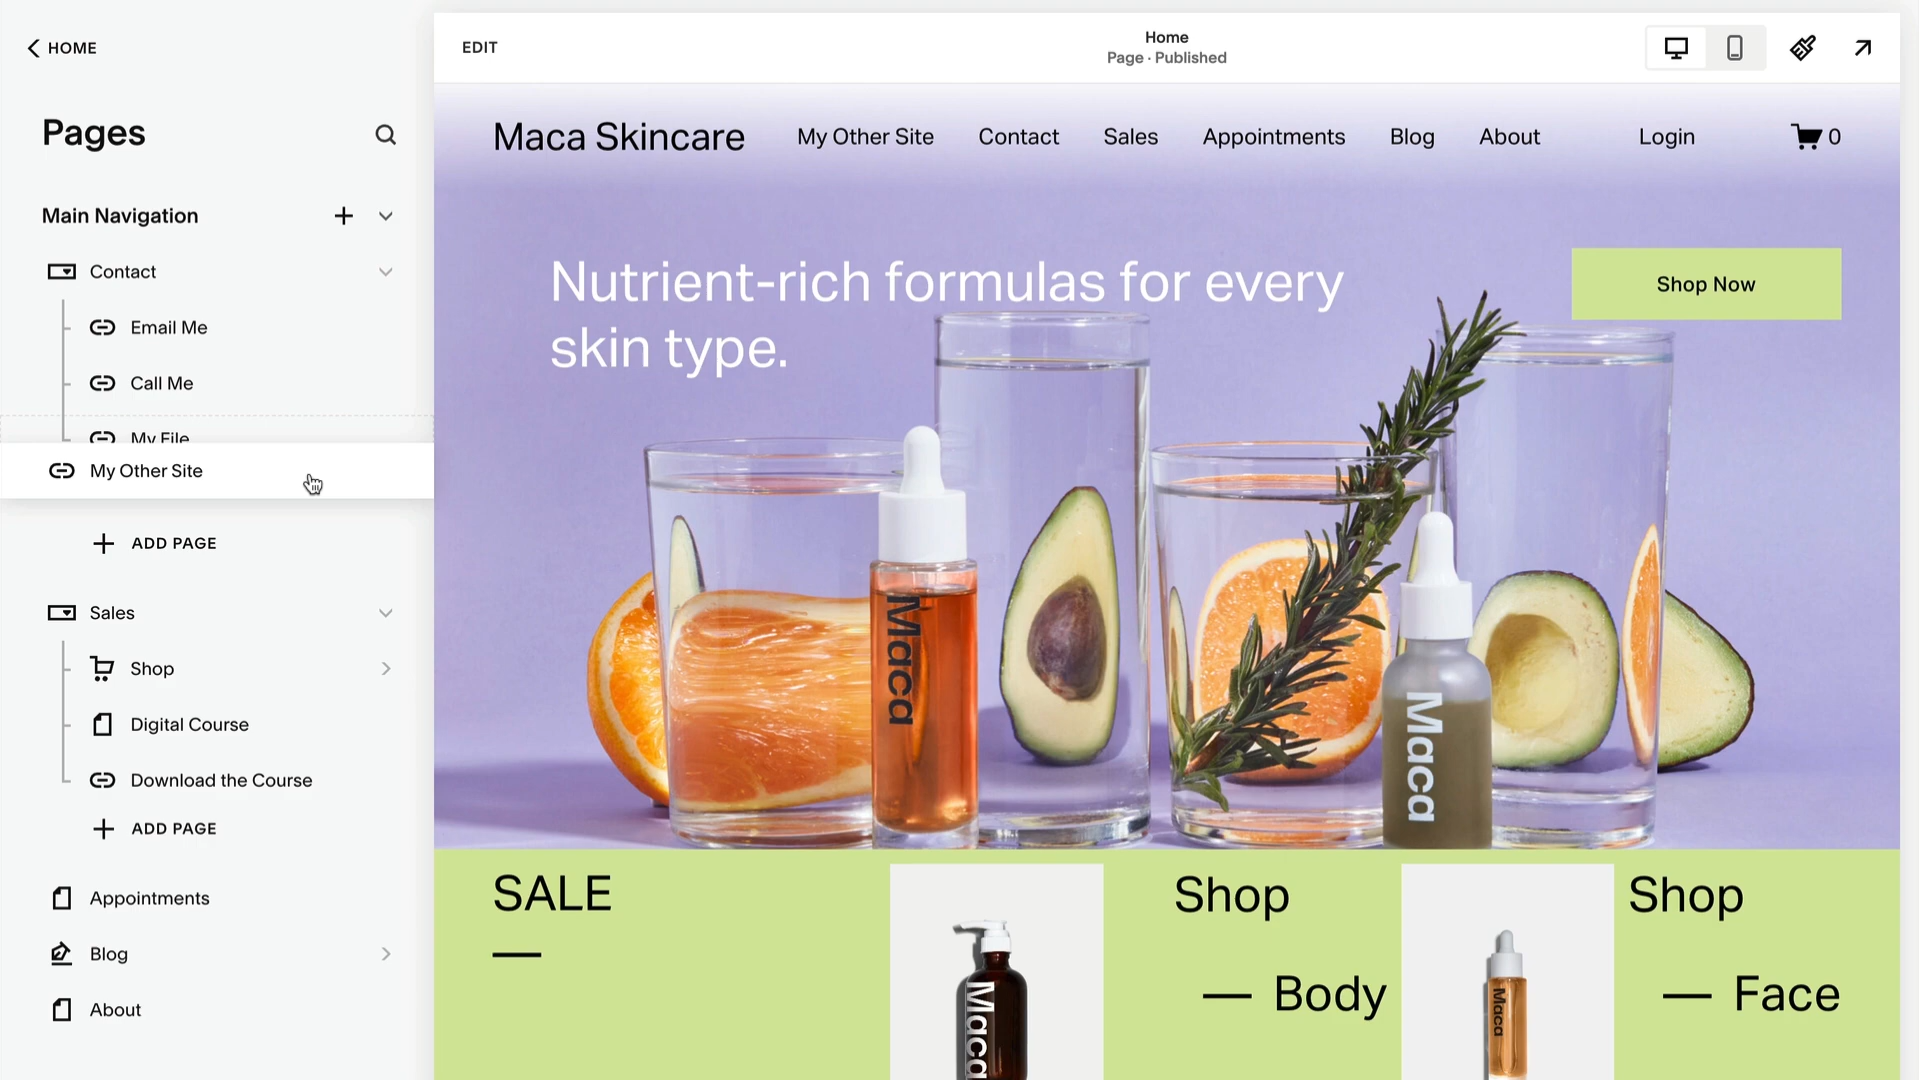 HOME
Pages
Main Navigation
Contact
Email Me
Call Me
My File
My Other Site
ADD PAGE
Sales
Shop
Digital Course
Download the Course
ADD PAGE
Appointments
Blog
About
EDIT
Home
Page · Published
Maca Skincare
My Other Site
Contact
Sales
Appointments
Blog
About
Login
0
Nutrient-rich formulas for every
skin type.
Shop Now
Maca
Maca
SALE
—
Maca
Shop
— Body
Maca
Shop
— Face